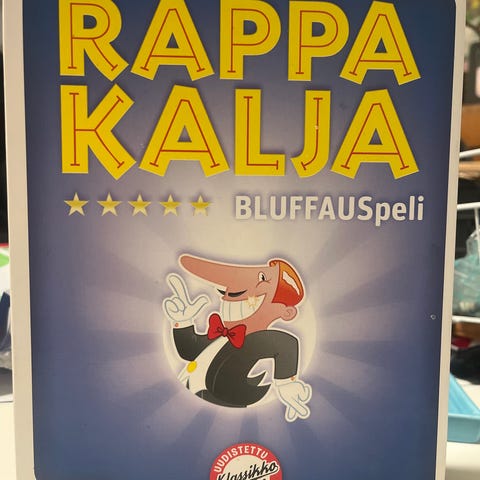 RAPPA
KALJA
BLUFFAUSpeli
UUDISTETTU
Klassikko